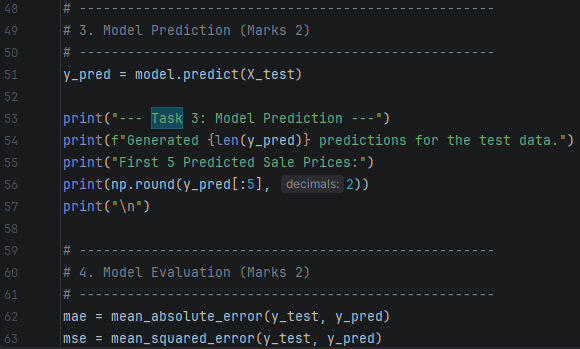 48 # ----------------------------------------------------
49 # 3. Model Prediction (Marks 2)
50 # ----------------------------------------------------
51 y_pred = model.predict(X_test)
52
53 print("--- Task 3: Model Prediction ---")
54 print(f"Generated {len(y_pred)} predictions for the test data.")
55 print("First 5 Predicted Sale Prices:")
56 print(np.round(y_pred[:5], decimals: 2))
57 print("\n")
58
59 # ----------------------------------------------------
60 # 4. Model Evaluation (Marks 2)
61 # ----------------------------------------------------
62 mae = mean_absolute_error(y_test, y_pred)
63 mse = mean_squared_error(y_test, y_pred)